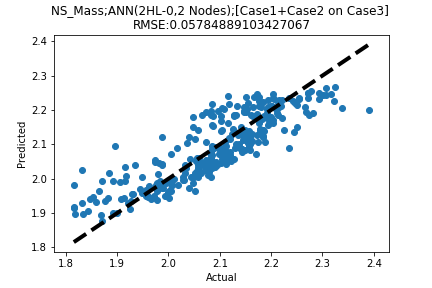 NS_Mass;ANN(2HL-0,2 Nodes);[Case1+Case2 on Case3]
RMSE:0.05784889103427067
2.4
2.3
2.2
2.1
2.0
1.9
1.8
Predicted
1.8 1.9 2.0 2.1 2.2 2.3 2.4
Actual